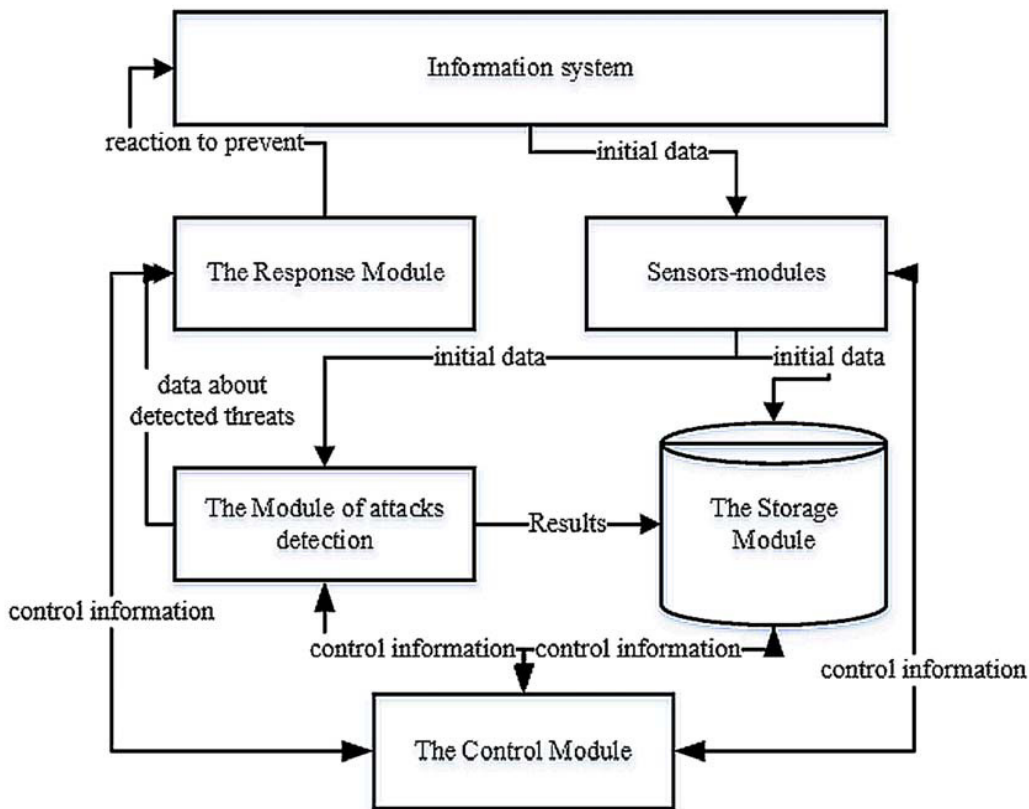 Information system
reaction to prevent
initial data
The Response Module
Sensors-modules
initial data
initial data
data about
detected threats
The Module of attacks
detection
Results
The Storage
Module
control information
control information
control information
control information
The Control Module